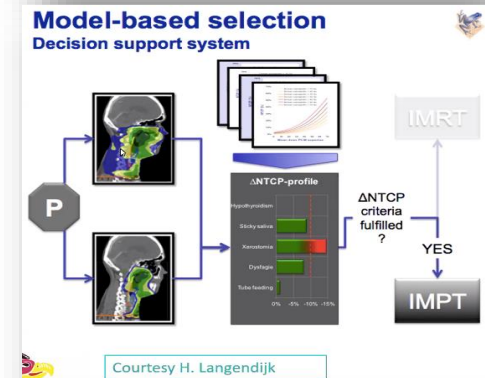 Model-based selection
Decision support system
P
ΔNTCP-profile
Hypothyroidism
Sticky saliva
Xerostomia
Dysfagie
Tube feeding
0% -5% -10% -15%
ΔNTCP
criteria
fulfilled
?
IMRT
YES
IMPT
Courtesy H. Langendijk